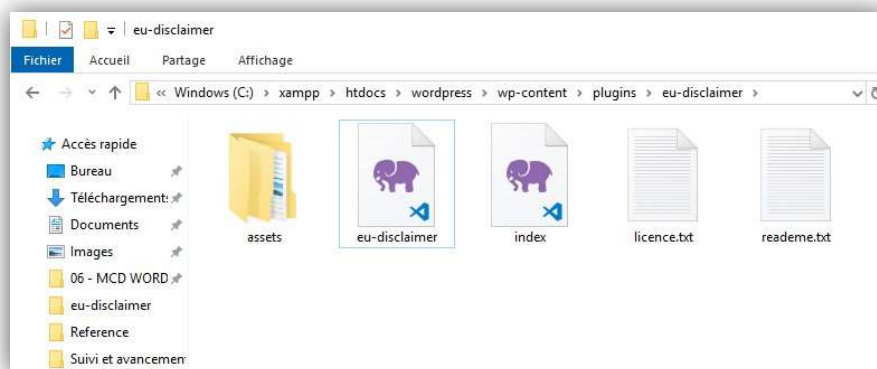 eu-disclaimer
Fichier Accueil Partage Affichage
« Windows (C:) › xampp › htdocs › wordpress › wp-content › plugins › eu-disclaimer ›
Accès rapide
Bureau
Téléchargement:
Documents
Images
06 - MCD WORD
eu-disclaimer
Reference
Suivi et avancemen
assets
eu-disclaimer
index
licence.txt
reademe.txt